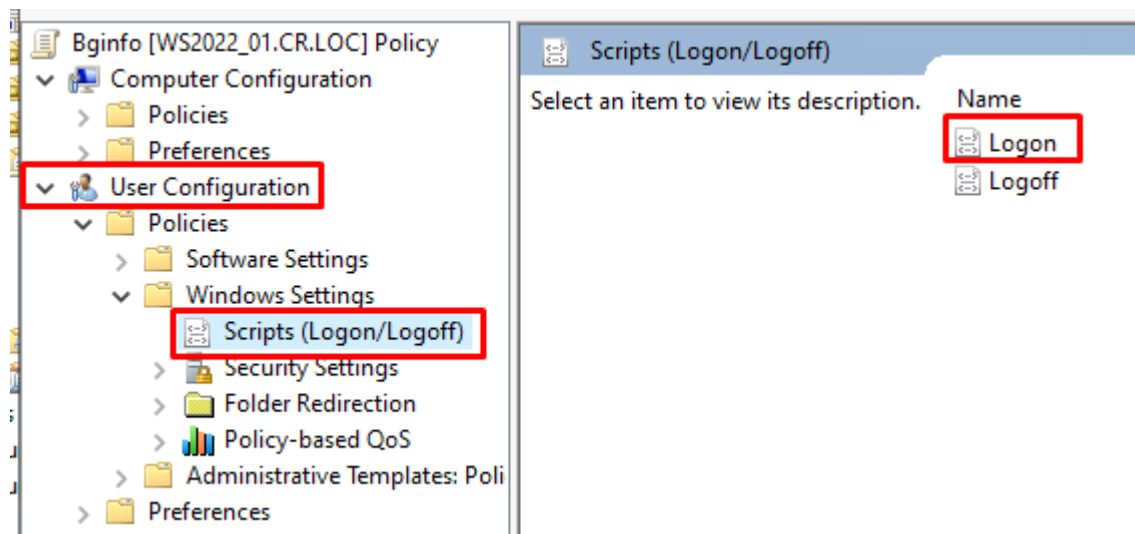 Bginfo [WS2022_01.CR.LOC] Policy
Computer Configuration
Policies
Preferences
User Configuration
Policies
Software Settings
Windows Settings
Scripts (Logon/Logoff)
Security Settings
Folder Redirection
Policy-based QoS
Administrative Templates: Poli
Preferences
Scripts (Logon/Logoff)
Select an item to view its description.
Name
Logon
Logoff